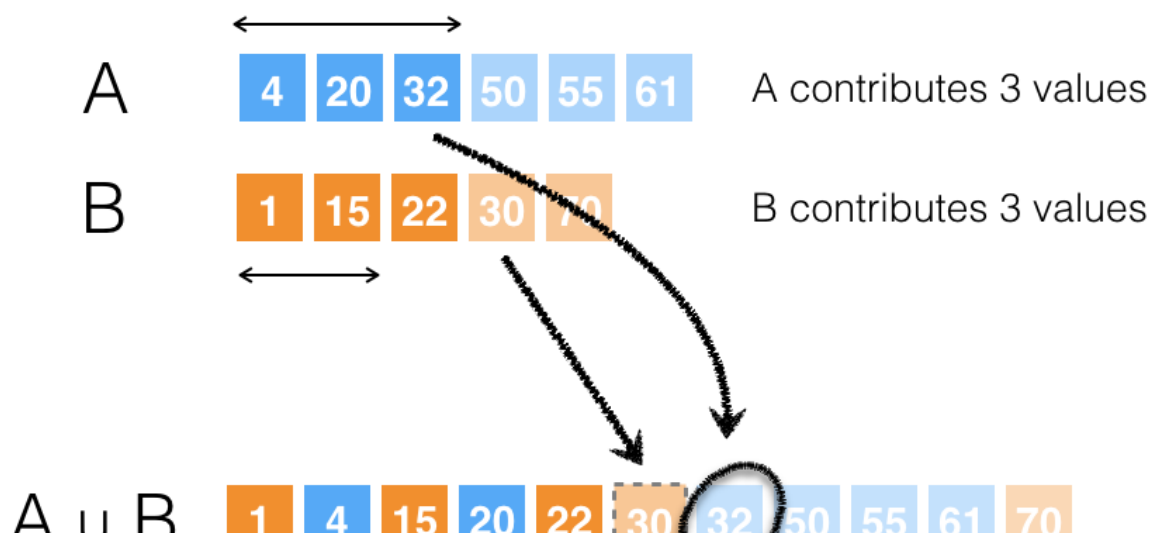 A 4 20 32 50 55 61 A contributes 3 values
B 1 15 22 30 70 B contributes 3 values
A u B 1 4 15 20 22 30 32 50 55 61 70